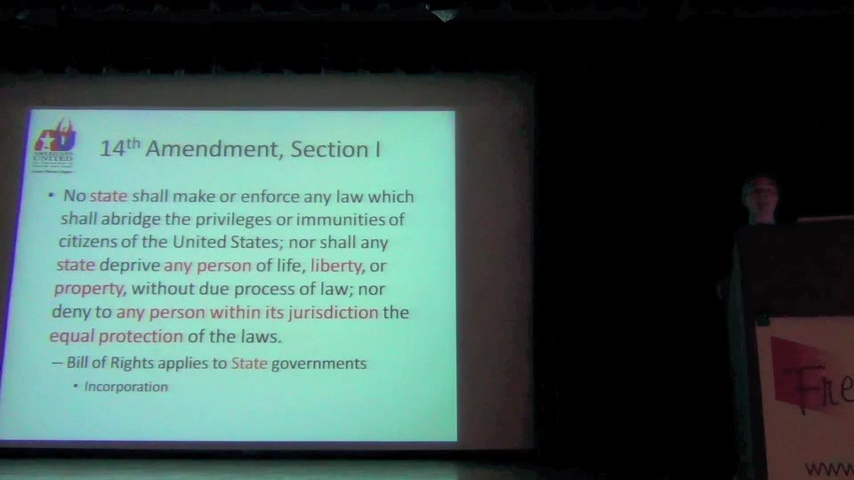 AU
AMERICANS
UNITED
14th Amendment, Section I
• No state shall make or enforce any law which
shall abridge the privileges or immunities of
citizens of the United States; nor shall any
state deprive any person of life, liberty, or
property, without due process of law; nor
deny to any person within its jurisdiction the
equal protection of the laws.
– Bill of Rights applies to State governments
• Incorporation
Fre
www